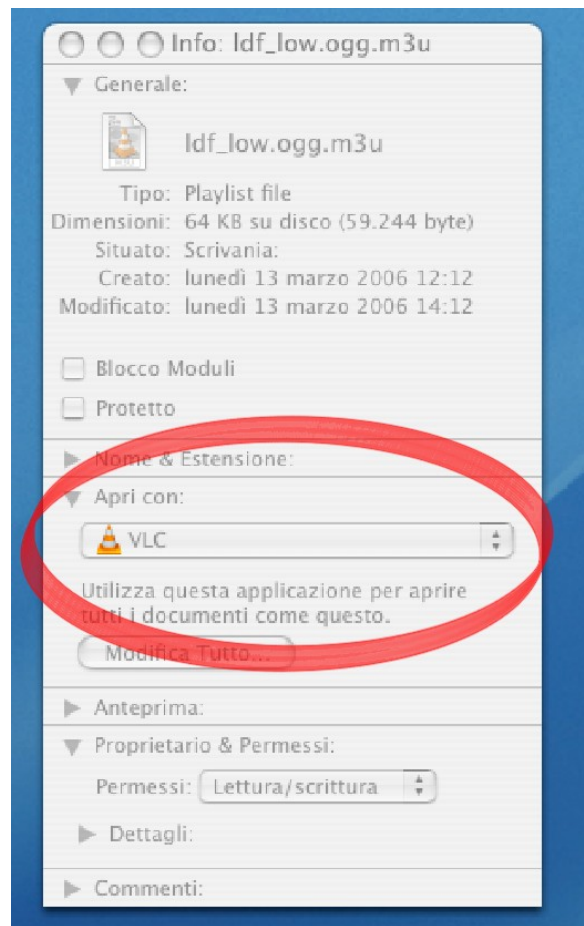 Info: ldf_low.ogg.m3u
Generale:
ldf_low.ogg.m3u
Tipo: Playlist file
Dimensioni: 64 KB su disco (59.244 byte)
Situato: Scrivania:
Creato: lunedì 13 marzo 2006 12:12
Modificato: lunedì 13 marzo 2006 14:12
Blocco Moduli
Protetto
Nome & Estensione:
Apri con:
VLC
Utilizza questa applicazione per aprire
tutti i documenti come questo.
Modifica Tutto...
Anteprima:
Proprietario & Permessi:
Permessi: Lettura/scrittura
Dettagli:
Commenti: